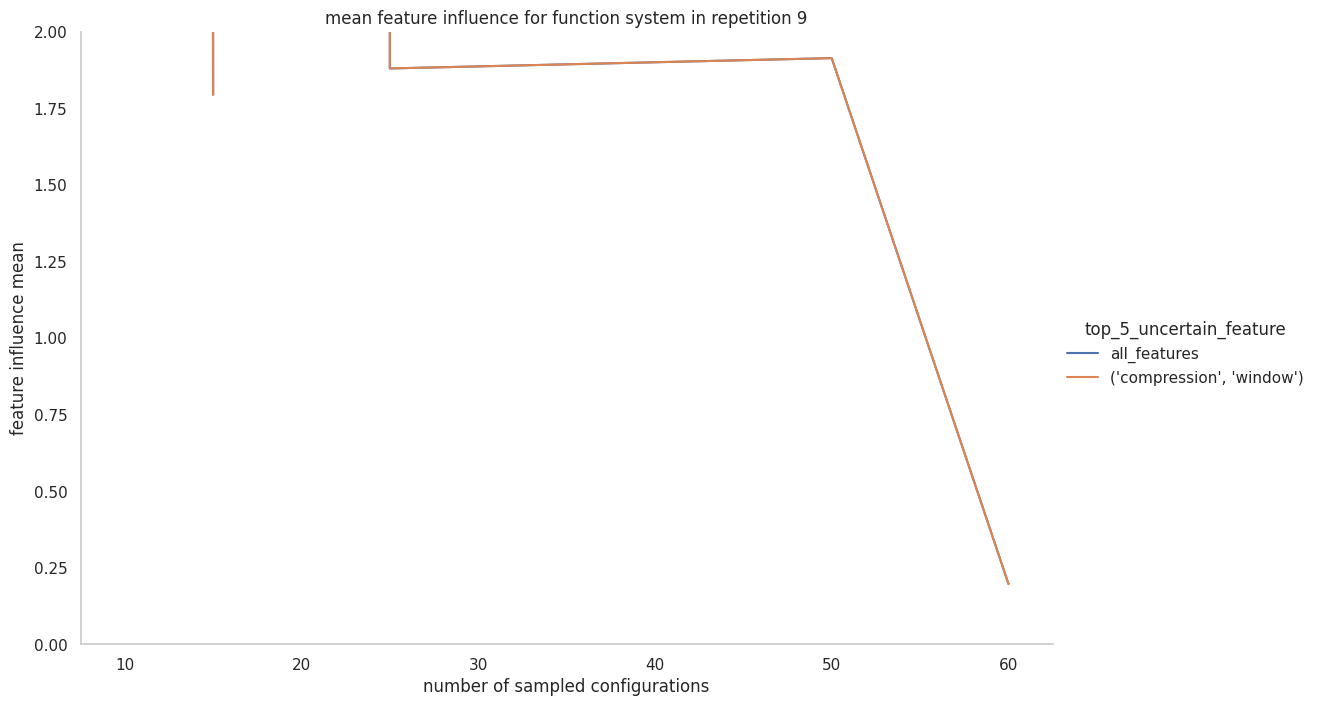 mean feature influence for function system in repetition 9
2.00
1.75
1.50
1.25
1.00
0.75
0.50
0.25
0.00
feature influence mean
10 20 30 40 50 60
number of sampled configurations
top_5_uncertain_feature
all_features
('compression', 'window')